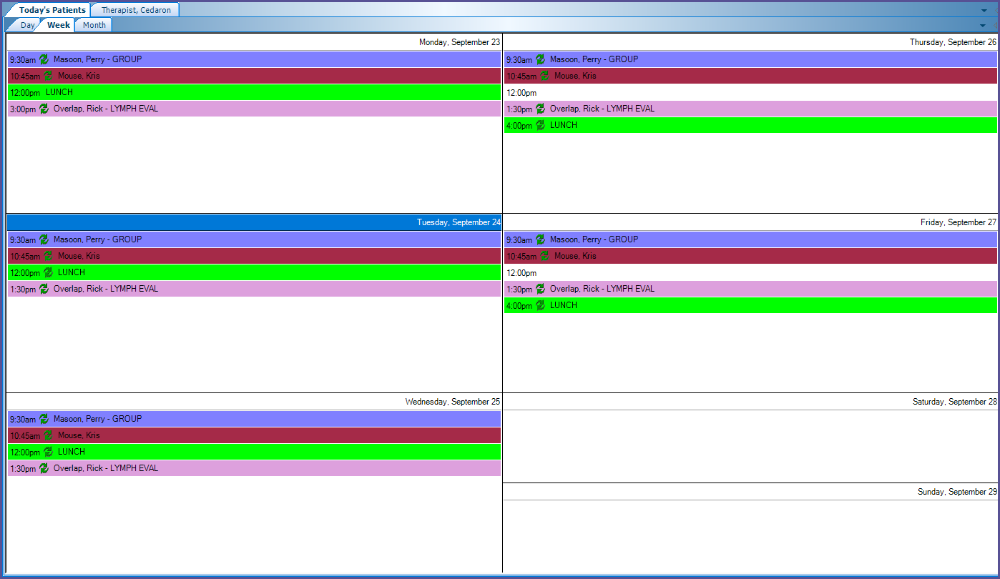 Today's Patients Therapist, Cedaron
Day Week Month
Monday, September 23
9:30am Masoon, Perry - GROUP
10:45am Mouse, Kris
12:00pm LUNCH
3:00pm Overlap, Rick - LYMPH EVAL
Tuesday, September 24
9:30am Masoon, Perry - GROUP
10:45am Mouse, Kris
12:00pm LUNCH
1:30pm Overlap, Rick - LYMPH EVAL
Wednesday, September 25
9:30am Masoon, Perry - GROUP
10:45am Mouse, Kris
12:00pm LUNCH
1:30pm Overlap, Rick - LYMPH EVAL
Thursday, September 26
9:30am Masoon, Perry - GROUP
10:45am Mouse, Kris
12:00pm
1:30pm Overlap, Rick - LYMPH EVAL
4:00pm LUNCH
Friday, September 27
9:30am Masoon, Perry - GROUP
10:45am Mouse, Kris
12:00pm
1:30pm Overlap, Rick - LYMPH EVAL
4:00pm LUNCH
Saturday, September 28
Sunday, September 29